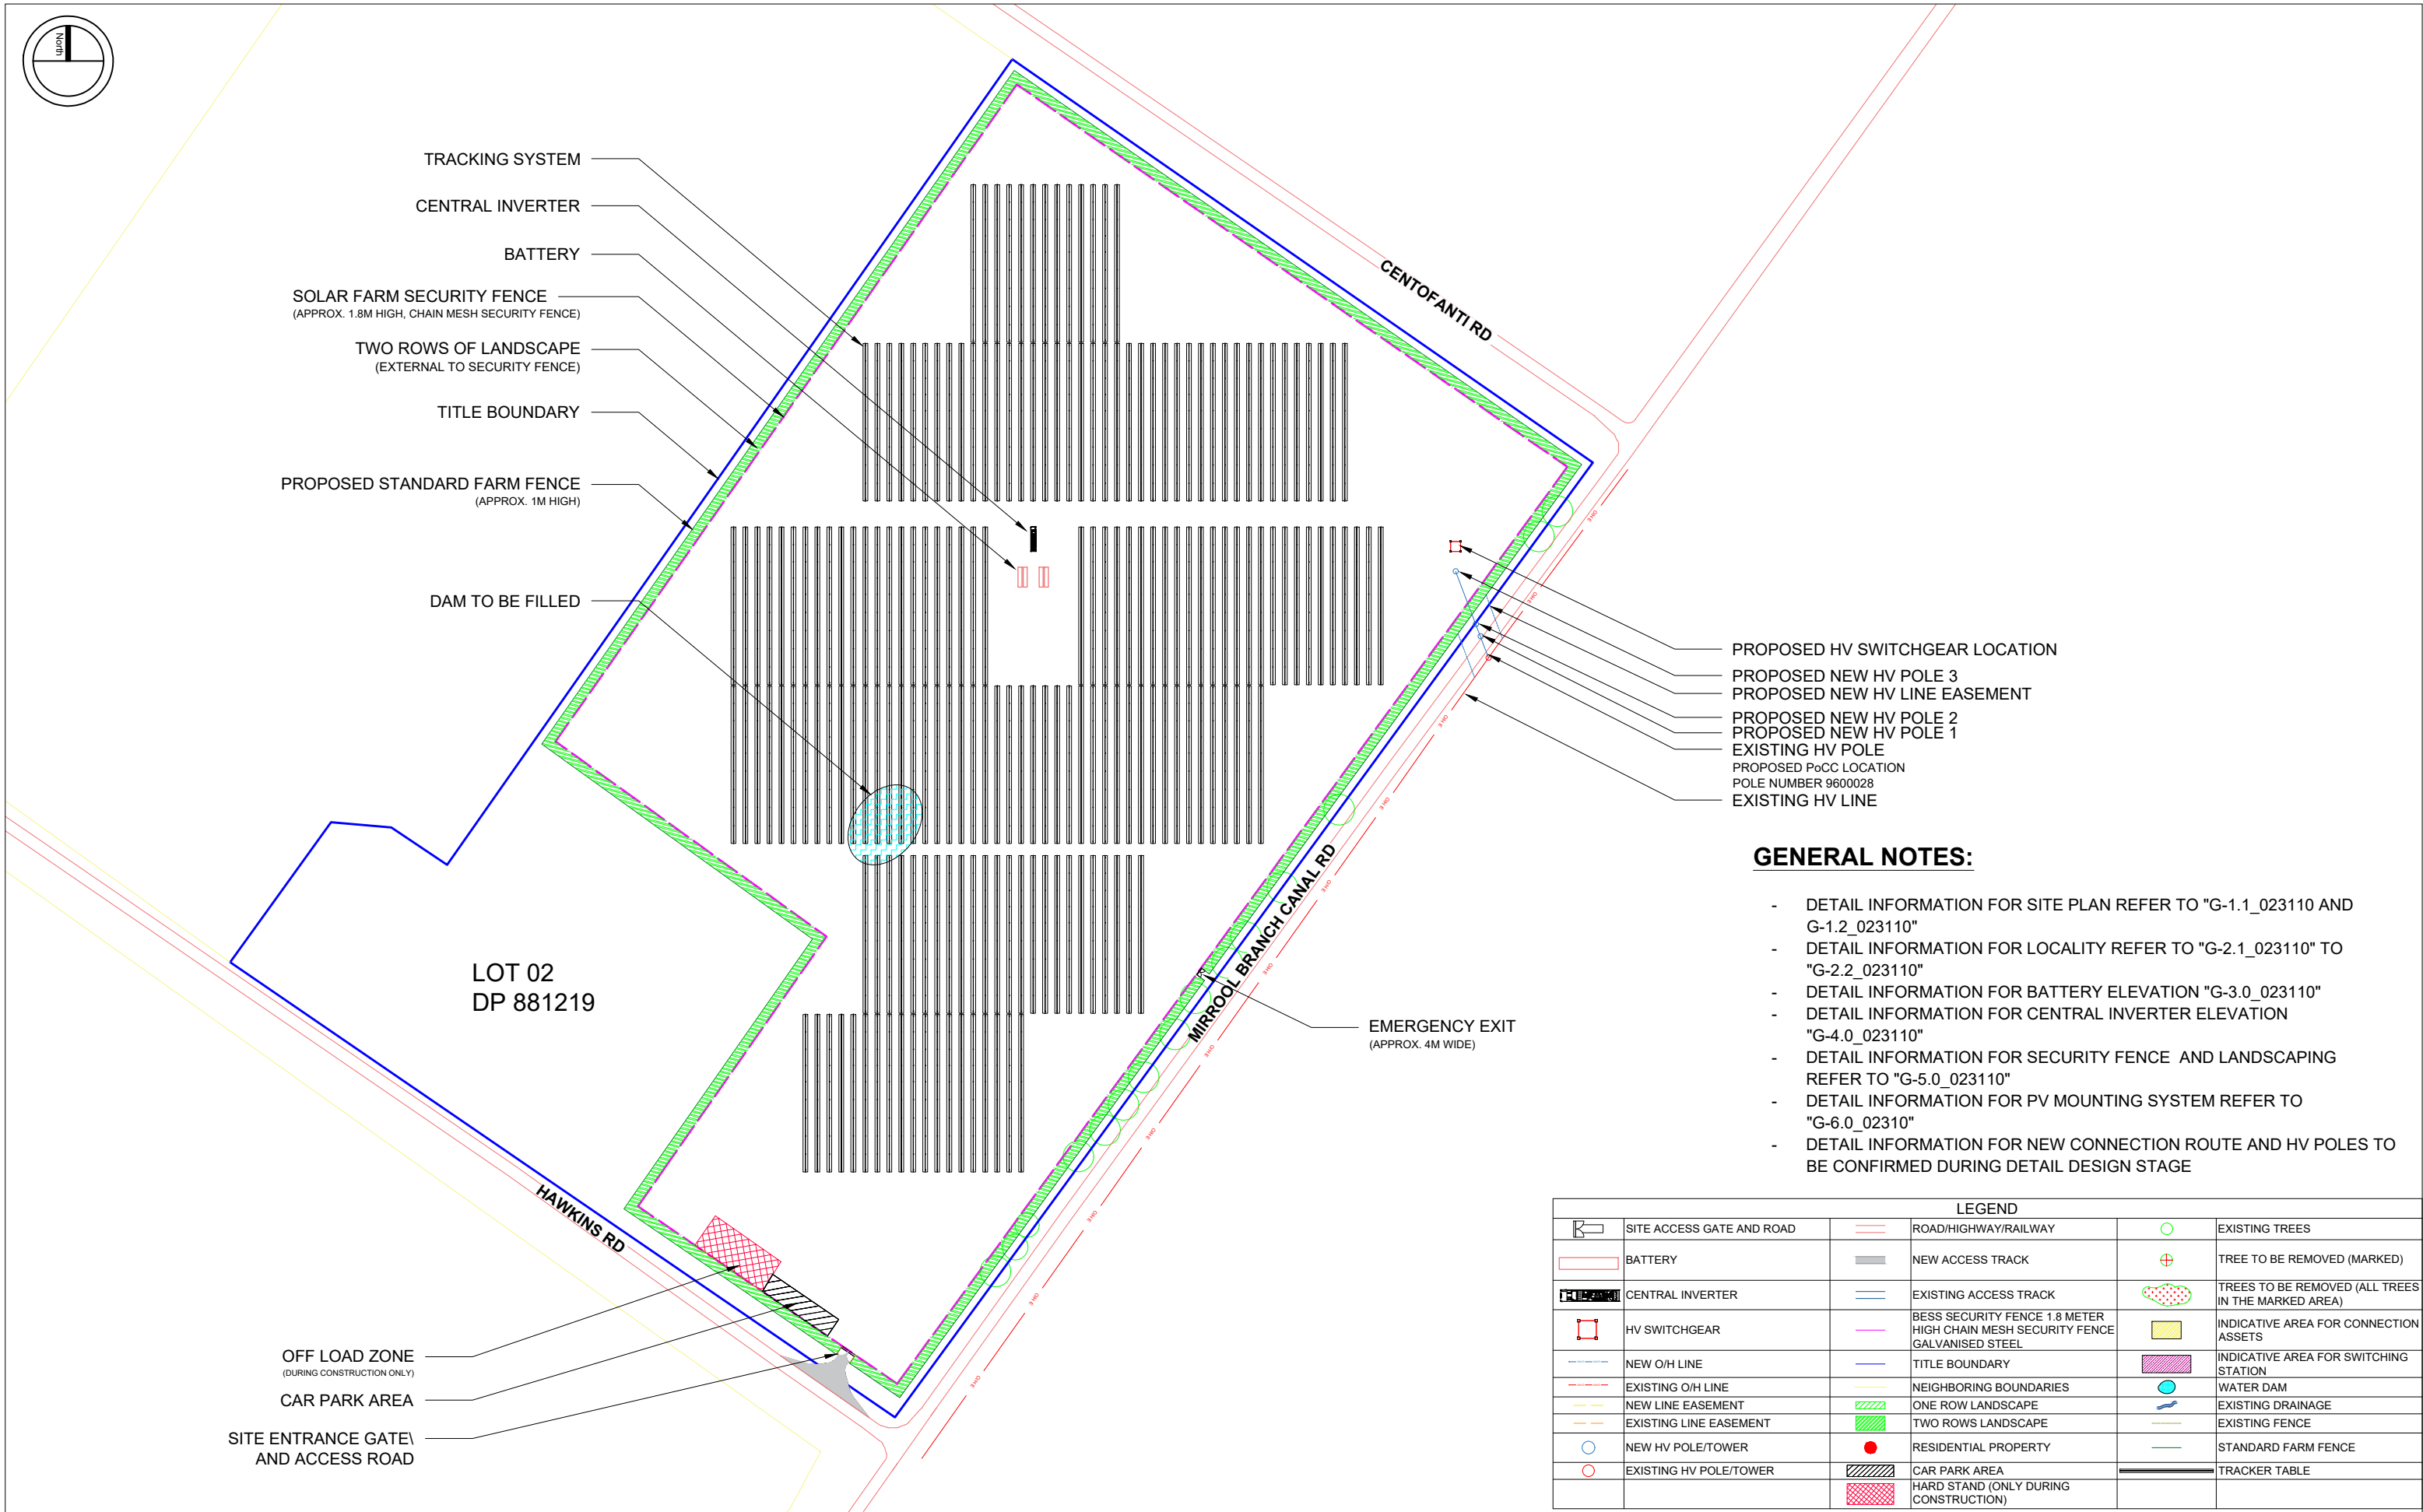 North
TRACKING SYSTEM
CENTRAL INVERTER
BATTERY
SOLAR FARM SECURITY FENCE
(APPROX. 1.8M HIGH, CHAIN MESH SECURITY FENCE)
TWO ROWS OF LANDSCAPE
(EXTERNAL TO SECURITY FENCE)
TITLE BOUNDARY
PROPOSED STANDARD FARM FENCE
(APPROX. 1M HIGH)
DAM TO BE FILLED
CENTOFANTI RD
MIRROOL BRANCH CANAL RD
HAWKINS RD
LOT 02
DP 881219
OFF LOAD ZONE
(DURING CONSTRUCTION ONLY)
CAR PARK AREA
SITE ENTRANCE GATE\
AND ACCESS ROAD
EMERGENCY EXIT
(APPROX. 4M WIDE)
PROPOSED HV SWITCHGEAR LOCATION
PROPOSED NEW HV POLE 3
PROPOSED NEW HV LINE EASEMENT
PROPOSED NEW HV POLE 2
PROPOSED NEW HV POLE 1
EXISTING HV POLE
PROPOSED PoCC LOCATION
POLE NUMBER 9600028
EXISTING HV LINE
GENERAL NOTES:
- DETAIL INFORMATION FOR SITE PLAN REFER TO "G-1.1_023110 AND
G-1.2_023110"
- DETAIL INFORMATION FOR LOCALITY REFER TO "G-2.1_023110" TO
"G-2.2_023110"
- DETAIL INFORMATION FOR BATTERY ELEVATION "G-3.0_023110"
- DETAIL INFORMATION FOR CENTRAL INVERTER ELEVATION
"G-4.0_023110"
- DETAIL INFORMATION FOR SECURITY FENCE AND LANDSCAPING
REFER TO "G-5.0_023110"
- DETAIL INFORMATION FOR PV MOUNTING SYSTEM REFER TO
"G-6.0_02310"
- DETAIL INFORMATION FOR NEW CONNECTION ROUTE AND HV POLES TO
BE CONFIRMED DURING DETAIL DESIGN STAGE
LEGEND
SITE ACCESS GATE AND ROAD
ROAD/HIGHWAY/RAILWAY
EXISTING TREES
BATTERY
NEW ACCESS TRACK
TREE TO BE REMOVED (MARKED)
CENTRAL INVERTER
EXISTING ACCESS TRACK
TREES TO BE REMOVED (ALL TREES
IN THE MARKED AREA)
HV SWITCHGEAR
BESS SECURITY FENCE 1.8 METER
HIGH CHAIN MESH SECURITY FENCE
GALVANISED STEEL
INDICATIVE AREA FOR CONNECTION
ASSETS
NEW O/H LINE
TITLE BOUNDARY
INDICATIVE AREA FOR SWITCHING
STATION
EXISTING O/H LINE
NEIGHBORING BOUNDARIES
WATER DAM
NEW LINE EASEMENT
ONE ROW LANDSCAPE
EXISTING DRAINAGE
EXISTING LINE EASEMENT
TWO ROWS LANDSCAPE
EXISTING FENCE
NEW HV POLE/TOWER
RESIDENTIAL PROPERTY
STANDARD FARM FENCE
EXISTING HV POLE/TOWER
CAR PARK AREA
TRACKER TABLE
HARD STAND (ONLY DURING
CONSTRUCTION)